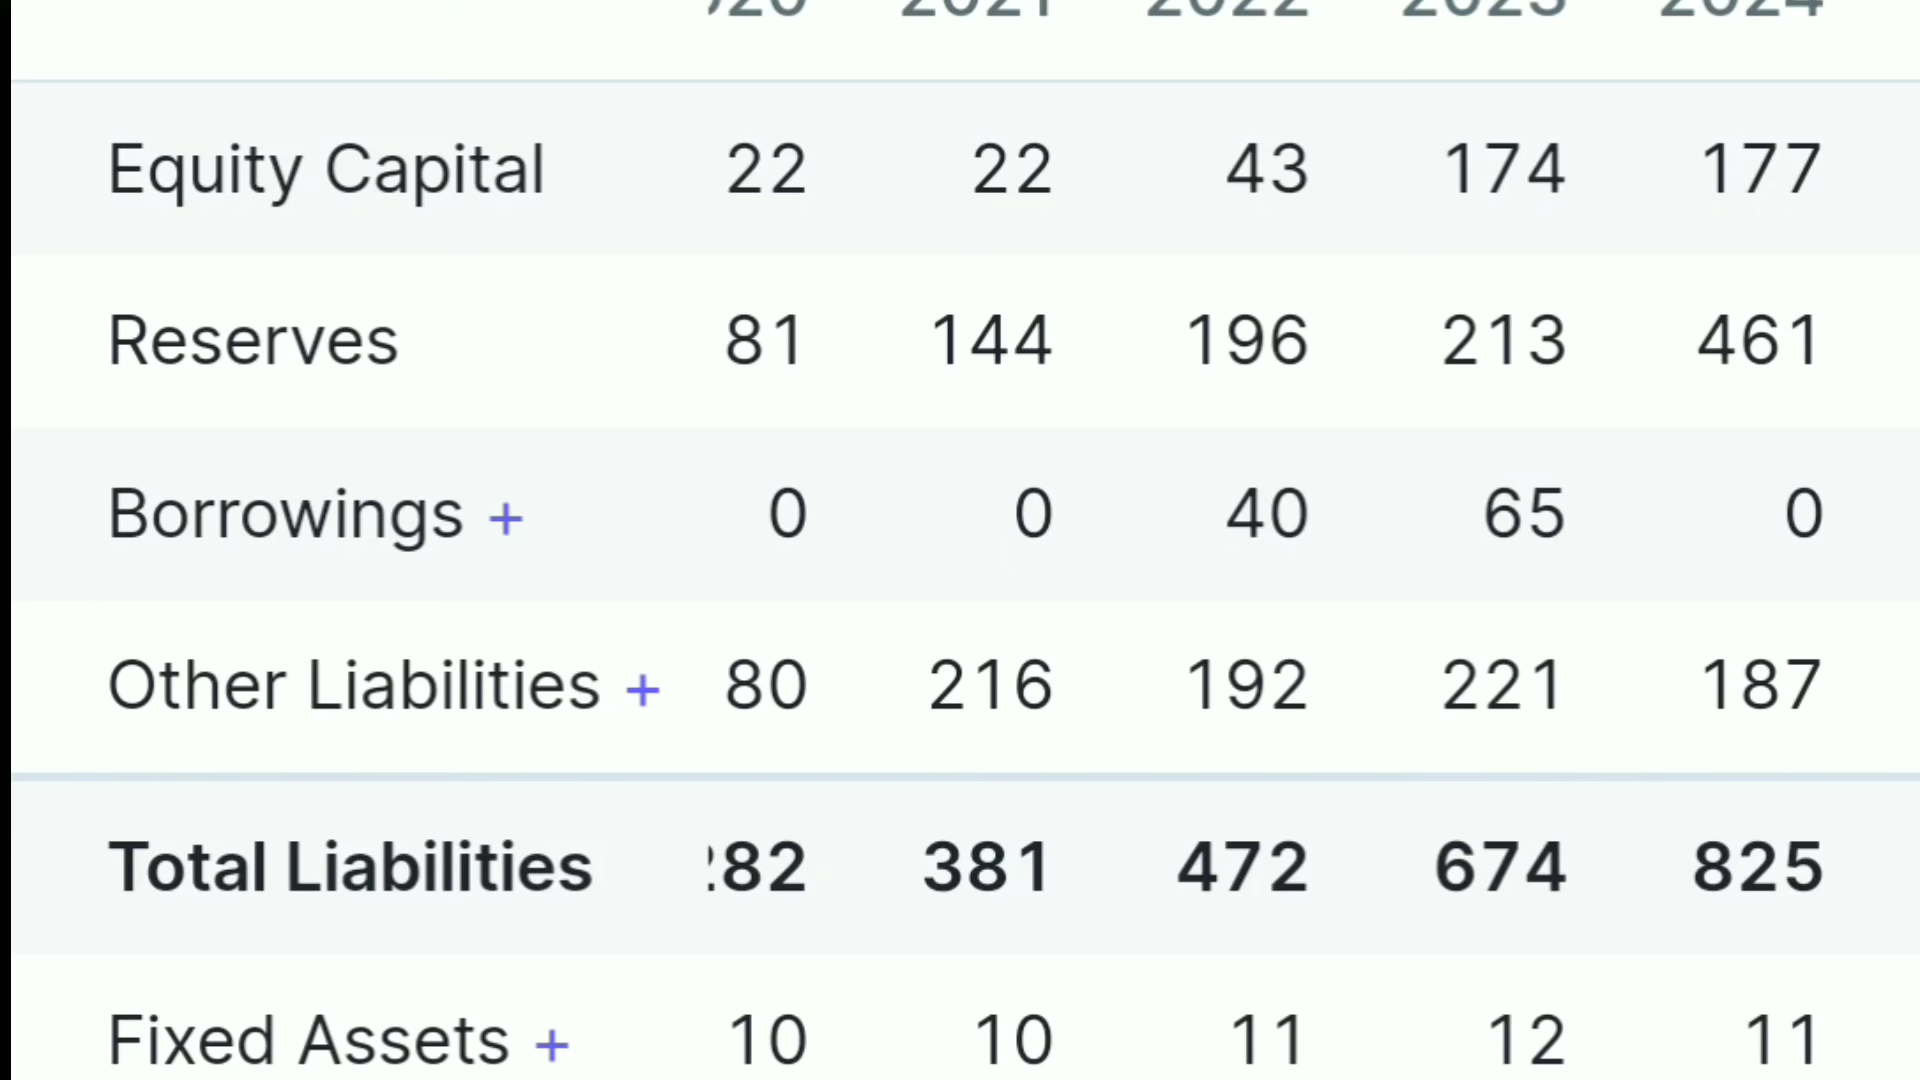 2021 2022 2023 2024
Equity Capital 22 22 43 174 177
Reserves 81 144 196 213 461
Borrowings + 0 0 40 65 0
Other Liabilities + 80 216 192 221 187
Total Liabilities 82 381 472 674 825
Fixed Assets + 10 10 11 12 11